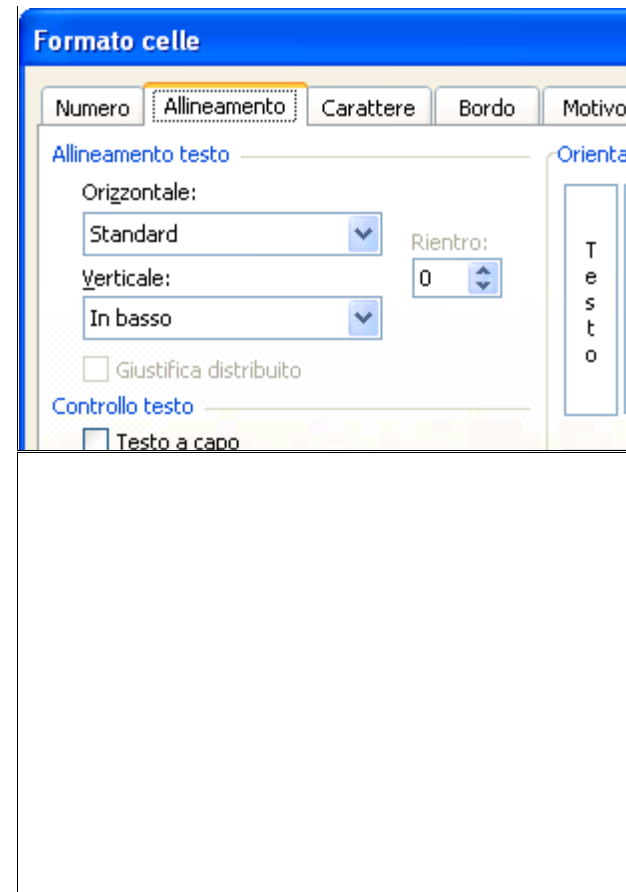 Formato celle
Numero Allineamento Carattere Bordo Motivo
Allineamento testo
Orienta
Orizzontale:
Standard
Rientro:
0
Verticale:
In basso
Giustifica distribuito
Controllo testo
Testo a capo
T
e
s
t
o